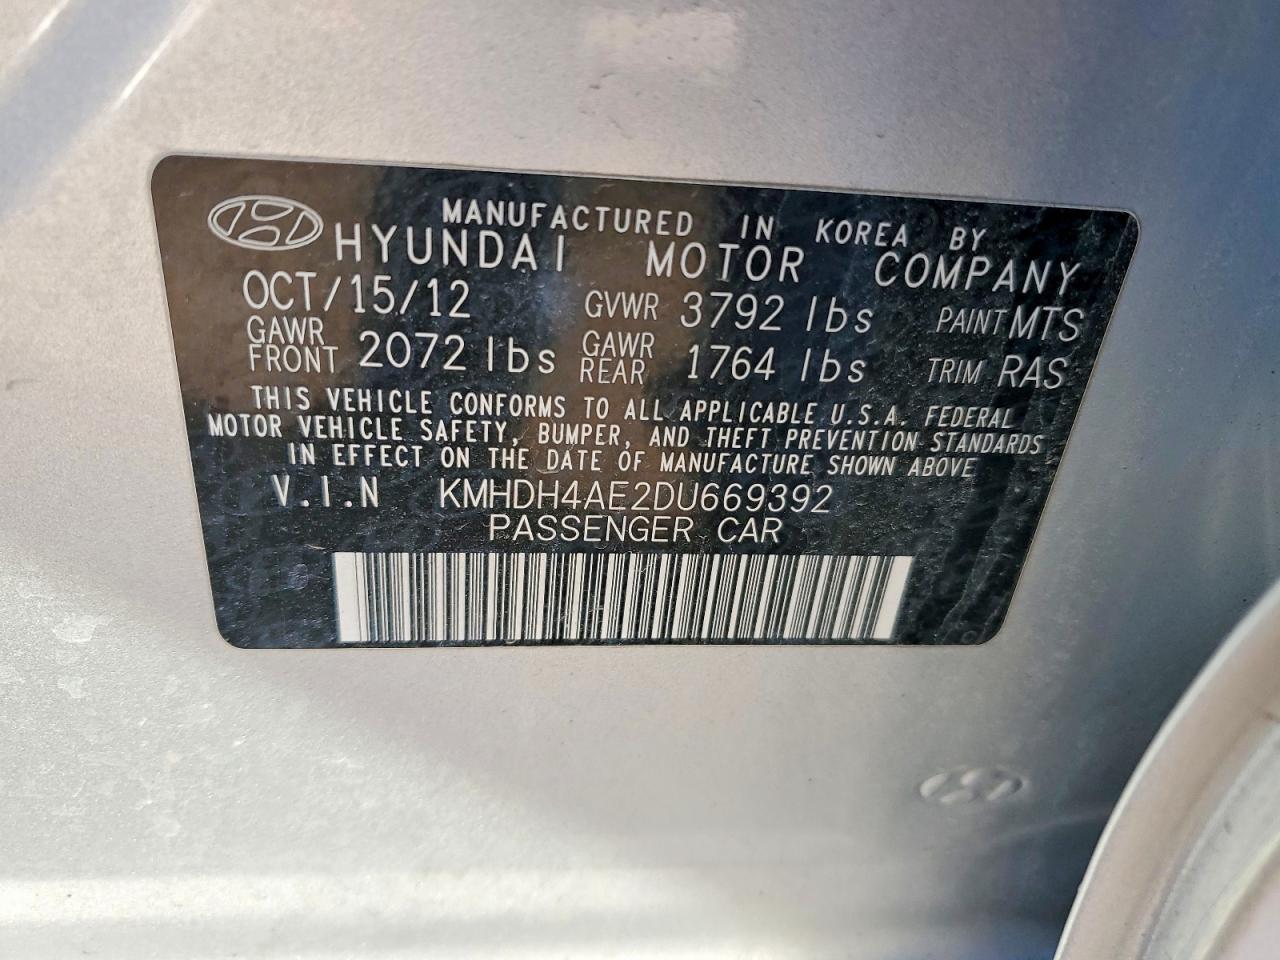 MANUFACTURED IN KOREA BY
HYUNDAI MOTOR COMPANY
OCT/15/12 GVWR 3792 lbs PAINT MTS
GAWR FRONT 2072 lbs GAWR REAR 1764 lbs TRIM RAS
THIS VEHICLE CONFORMS TO ALL APPLICABLE U.S.A. FEDERAL
MOTOR VEHICLE SAFETY, BUMPER, AND THEFT PREVENTION STANDARDS
IN EFFECT ON THE DATE OF MANUFACTURE SHOWN ABOVE
V.I.N KMHDH4AE2DU669392
PASSENGER CAR